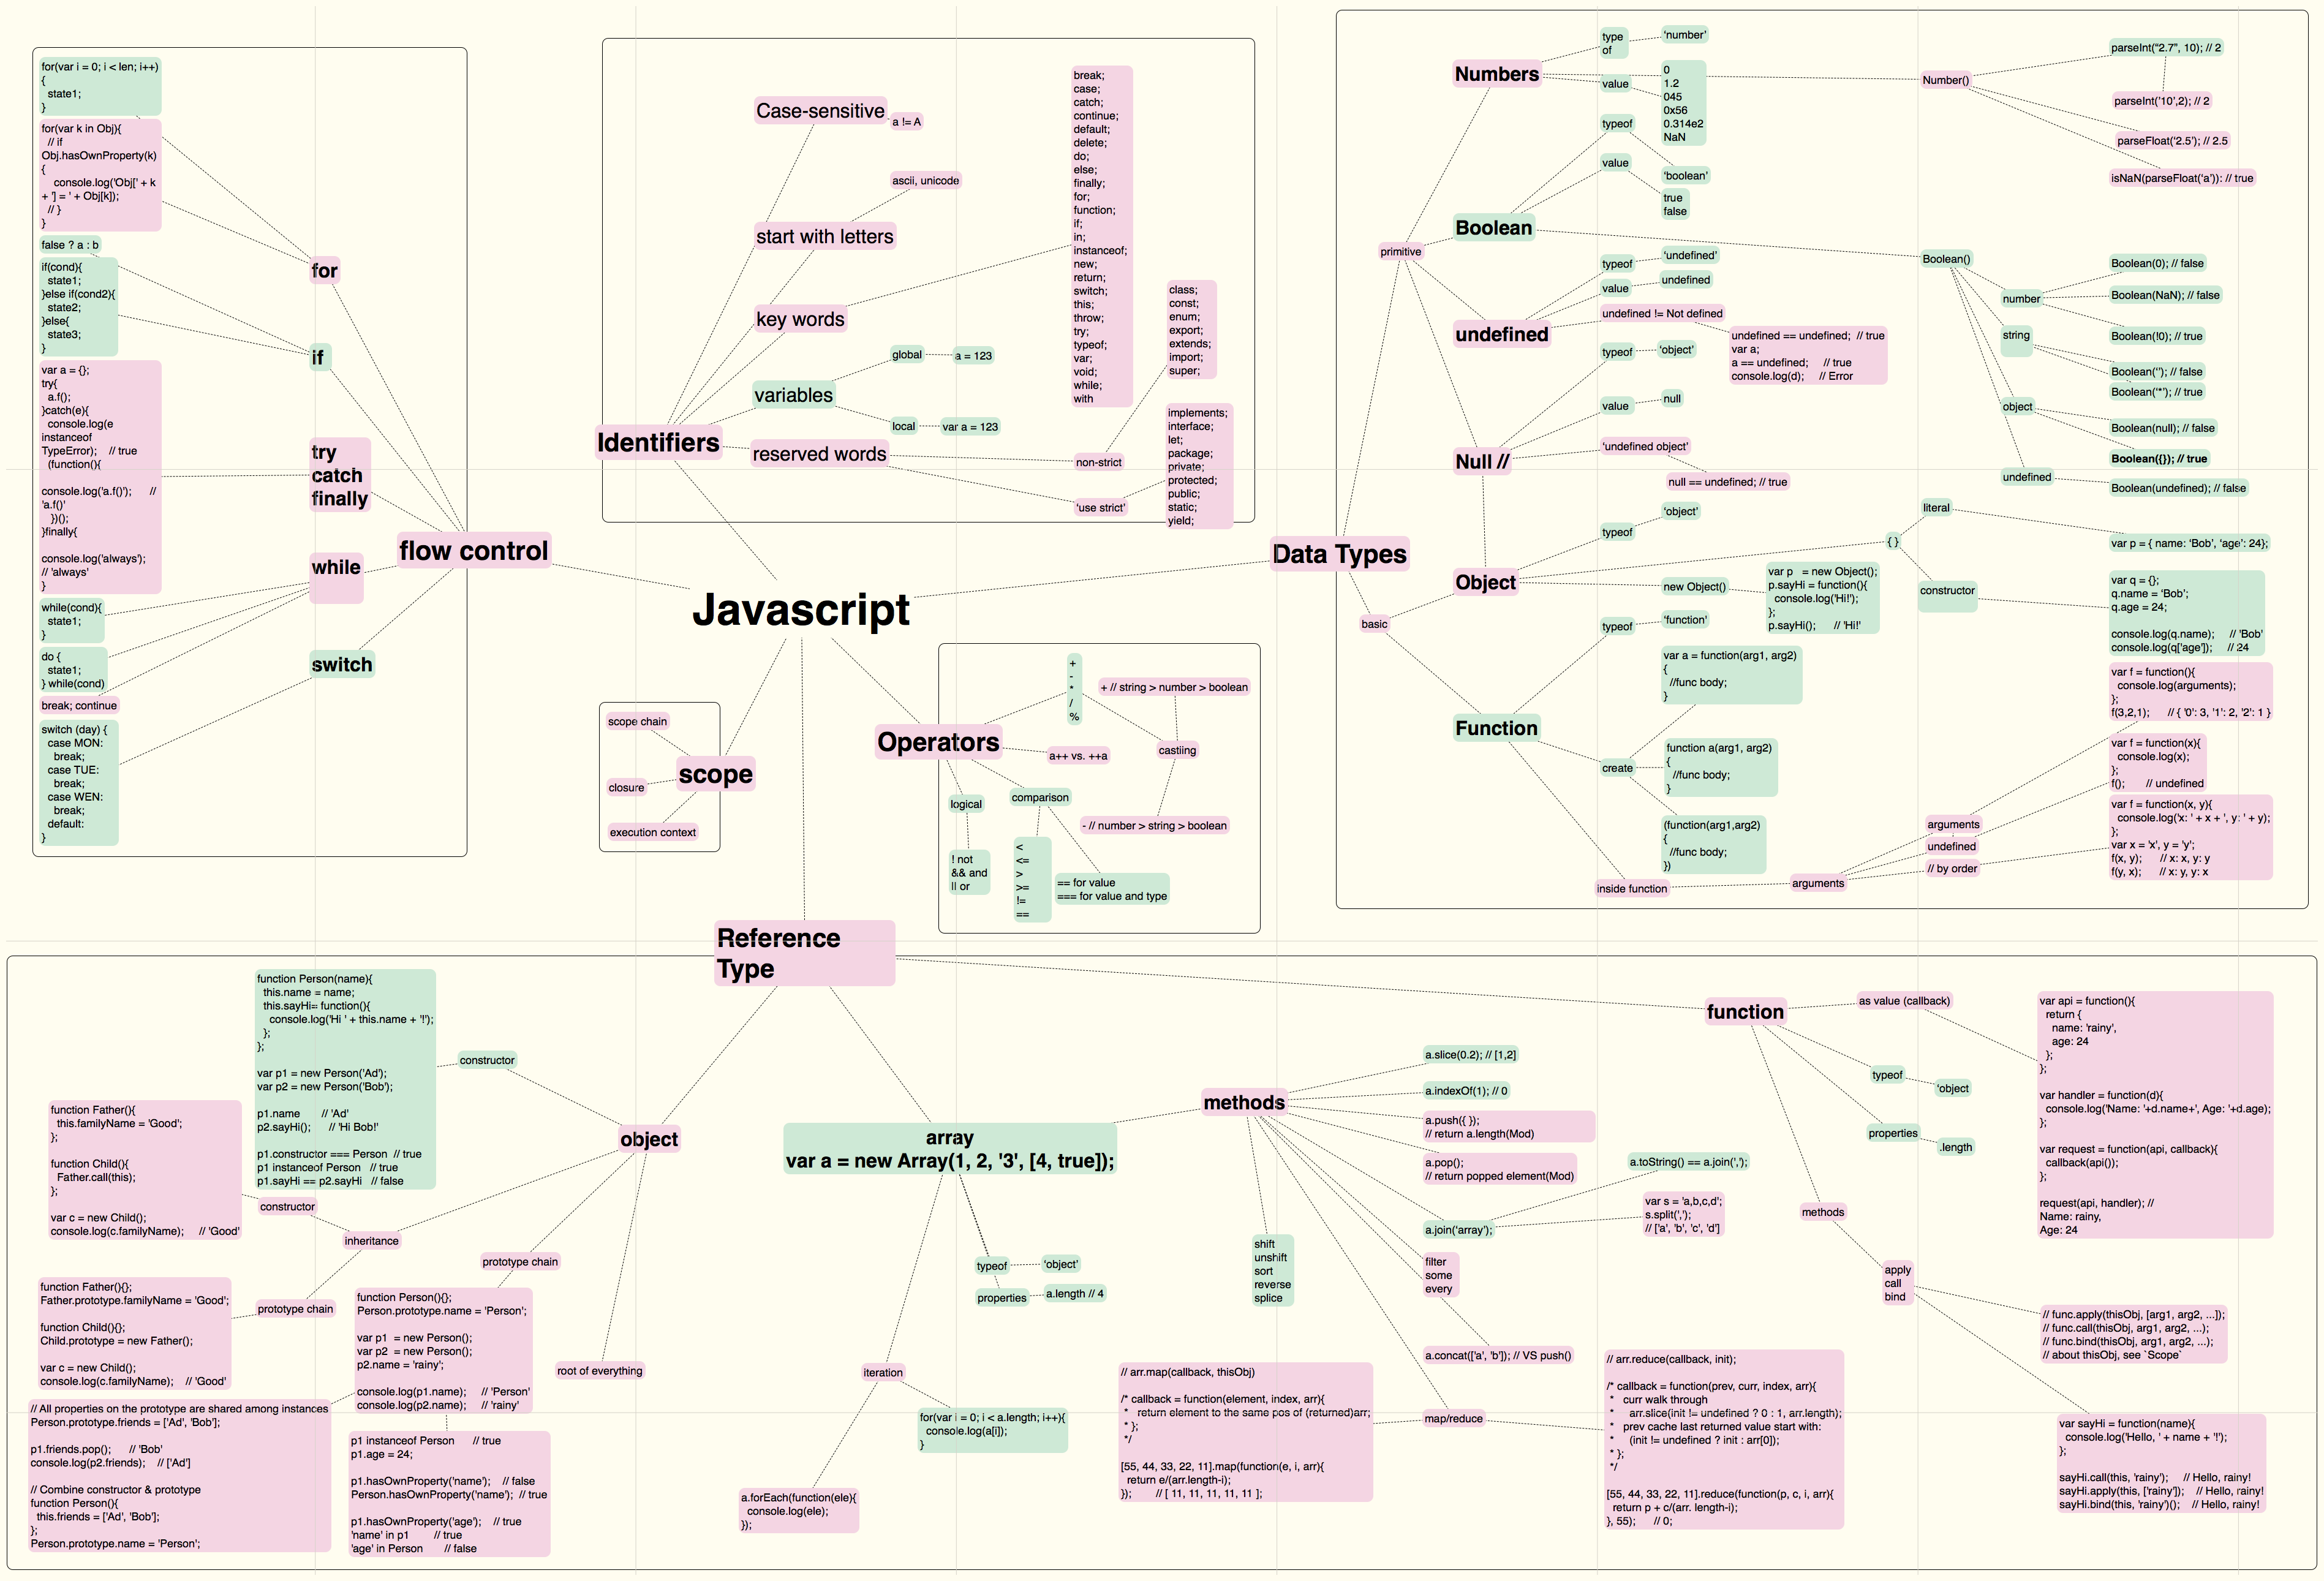 Javascript
flow control
for
for(var i = 0; i < len; i++)
{
state1;
}
for(var k in Obj){
// if
Obj.hasOwnProperty(k)
{
console.log('Obj[' + k
+ '] = ' + Obj[k]);
// }
}
if
false ? a : b
if(cond){
state1;
}else if(cond2){
state2;
}else{
state3;
}
try
catch
finally
var a = {};
try{
a.f();
}catch(e){
console.log(e
instanceof
TypeError); // true
(function(){
console.log('a.f()'); //
'a.f()'
})();
}finally{
console.log('always');
// 'always'
}
while
while(cond){
state1;
}
do {
state1;
} while(cond)
break; continue
switch
switch (day) {
case MON:
break;
case TUE:
break;
case WEN:
break;
default:
}
Identifiers
Case-sensitive
a != A
start with letters
ascii, unicode
key words
break;
case;
catch;
continue;
default;
delete;
do;
else;
finally;
for;
function;
if;
in;
instanceof;
new;
return;
switch;
this;
throw;
try;
typeof;
var;
void;
while;
with
variables
global
a = 123
local
var a = 123
reserved words
non-strict
class;
const;
enum;
export;
extends;
import;
super;
'use strict'
implements;
interface;
let;
package;
private;
protected;
public;
static;
yield;
Data Types
primitive
Numbers
type
of
'number'
value
0
1.2
045
0x56
0.314e2
NaN
Number()
parseInt("2.7", 10); // 2
parseInt('10',2); // 2
parseFloat('2.5'); // 2.5
isNaN(parseFloat('a')): // true
Boolean
typeof
'boolean'
value
true
false
Boolean()
number
Boolean(0); // false
Boolean(NaN); // false
Boolean(!0); // true
string
Boolean(''); // false
Boolean('*'); // true
object
Boolean(null); // false
Boolean({}); // true
undefined
Boolean(undefined); // false
undefined
typeof
'undefined'
value
undefined
undefined != Not defined
undefined == undefined; // true
var a;
a == undefined; // true
console.log(d); // Error
Null //
typeof
'object'
value
null
'undefined object'
null == undefined; // true
basic
Object
typeof
'object'
{ }
literal
var p = { name: 'Bob', 'age': 24};
constructor
var q = {};
q.name = 'Bob';
q.age = 24;
console.log(q.name); // 'Bob'
console.log(q['age']); // 24
new Object()
var p = new Object();
p.sayHi = function(){
console.log('Hi!');
};
p.sayHi(); // 'Hi!'
Function
typeof
'function'
create
var a = function(arg1, arg2)
{
//func body;
}
function a(arg1, arg2)
{
//func body;
}
(function(arg1,arg2)
{
//func body;
})
inside function
arguments
arguments
var f = function(){
console.log(arguments);
};
f(3,2,1); // { '0': 3, '1': 2, '2': 1 }
undefined
var f = function(x){
console.log(x);
};
f(); // undefined
// by order
var f = function(x, y){
console.log('x: ' + x + ', y: ' + y);
};
var x = 'x', y = 'y';
f(x, y); // x: x, y: y
f(y, x); // x: y, y: x
scope
scope chain
closure
execution context
Operators
+
-
*
/
%
castiing
+ // string > number > boolean
- // number > string > boolean
a++ vs. ++a
logical
! not
&& and
|| or
comparison
<
<=
>
>=
!=
==
== for value
=== for value and type
Reference
Type
object
constructor
function Person(name){
this.name = name;
this.sayHi= function(){
console.log('Hi ' + this.name + '!');
};
};
var p1 = new Person('Ad');
var p2 = new Person('Bob');
p1.name // 'Ad'
p2.sayHi(); // 'Hi Bob!'
p1.constructor === Person // true
p1 instanceof Person // true
p1.sayHi == p2.sayHi // false
inheritance
constructor
function Father(){
this.familyName = 'Good';
};
function Child(){
Father.call(this);
};
var c = new Child();
console.log(c.familyName); // 'Good'
prototype chain
function Father(){};
Father.prototype.familyName = 'Good';
function Child(){};
Child.prototype = new Father();
var c = new Child();
console.log(c.familyName); // 'Good'
prototype chain
function Person(){};
Person.prototype.name = 'Person';
var p1 = new Person();
var p2 = new Person();
p2.name = 'rainy';
console.log(p1.name); // 'Person'
console.log(p2.name); // 'rainy'
// All properties on the prototype are shared among instances
Person.prototype.friends = ['Ad', 'Bob'];
p1.friends.pop(); // 'Bob'
console.log(p2.friends); // ['Ad']
// Combine constructor & prototype
function Person(){
this.friends = ['Ad', 'Bob'];
};
Person.prototype.name = 'Person';
p1 instanceof Person // true
p1.age = 24;
p1.hasOwnProperty('name'); // false
Person.hasOwnProperty('name'); // true
p1.hasOwnProperty('age'); // true
'name' in p1 // true
'age' in Person // false
root of everything
array
var a = new Array(1, 2, '3', [4, true]);
typeof
'object'
properties
a.length // 4
iteration
for(var i = 0; i < a.length; i++){
console.log(a[i]);
}
a.forEach(function(ele){
console.log(ele);
});
methods
a.slice(0.2); // [1,2]
a.indexOf(1); // 0
a.push({ });
// return a.length(Mod)
a.pop();
// return popped element(Mod)
a.join('array');
a.toString() == a.join(',');
var s = 'a,b,c,d';
s.split(',');
// ['a', 'b', 'c', 'd']
filter
some
every
shift
unshift
sort
reverse
splice
a.concat(['a', 'b']); // VS push()
map/reduce
// arr.map(callback, thisObj)
/* callback = function(element, index, arr){
* return element to the same pos of (returned)arr;
* };
*/
[55, 44, 33, 22, 11].map(function(e, i, arr){
return e/(arr.length-i);
}); // [ 11, 11, 11, 11, 11 ];
// arr.reduce(callback, init);
/* callback = function(prev, curr, index, arr){
* curr walk through
* arr.slice(init != undefined ? 0 : 1, arr.length);
* prev cache last returned value start with:
* (init != undefined ? init : arr[0]);
* };
*/
[55, 44, 33, 22, 11].reduce(function(p, c, i, arr){
return p + c/(arr. length-i);
}, 55); // 0;
function
as value (callback)
var api = function(){
return {
name: 'rainy',
age: 24
};
};
var handler = function(d){
console.log('Name: '+d.name+', Age: '+d.age);
};
var request = function(api, callback){
callback(api());
};
request(api, handler); //
Name: rainy,
Age: 24
typeof
'object
properties
.length
methods
apply
call
bind
// func.apply(thisObj, [arg1, arg2, ...]);
// func.call(thisObj, arg1, arg2, ...);
// func.bind(thisObj, arg1, arg2, ...);
// about thisObj, see `Scope`
var sayHi = function(name){
console.log('Hello, ' + name + '!');
};
sayHi.call(this, 'rainy'); // Hello, rainy!
sayHi.apply(this, ['rainy']); // Hello, rainy!
sayHi.bind(this, 'rainy')(); // Hello, rainy!